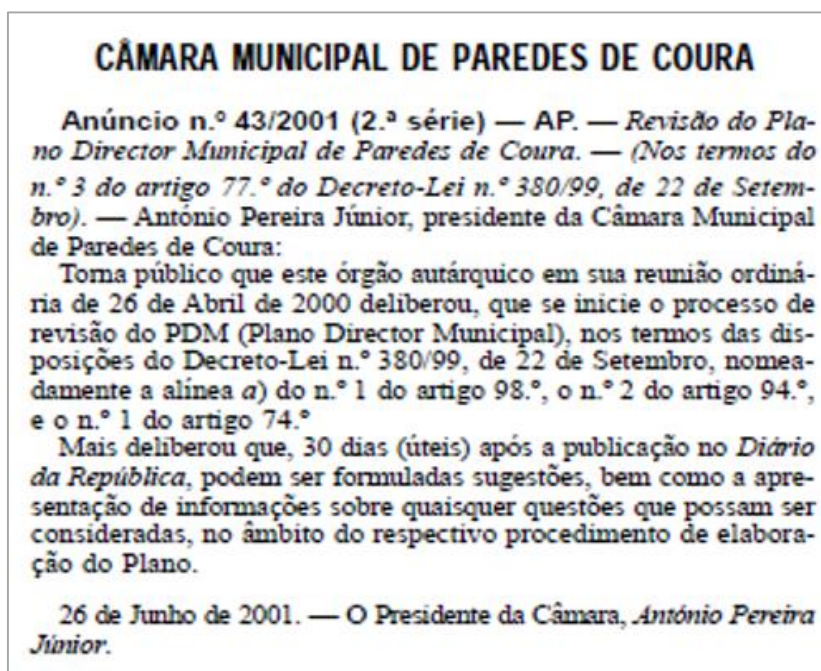 CÂMARA MUNICIPAL DE PAREDES DE COURA
Anúncio n.º 43/2001 (2.ª série) — AP. — Revisão do Pla-
no Director Municipal de Paredes de Coura. — (Nos termos do
n.º 3 do artigo 77.º do Decreto-Lei n.º 380/99, de 22 de Setem-
bro). — António Pereira Júnior, presidente da Câmara Municipal
de Paredes de Coura:
Torna público que este órgão autárquico em sua reunião ordiná-
ria de 26 de Abril de 2000 deliberou, que se inicie o processo de
revisão do PDM (Plano Director Municipal), nos termos das dis-
posições do Decreto-Lei n.º 380/99, de 22 de Setembro, nomea-
damente a alínea a) do n.º 1 do artigo 98.º, o n.º 2 do artigo 94.º,
e o n.º 1 do artigo 74.º
Mais deliberou que, 30 dias (úteis) após a publicação no Diário
da República, podem ser formuladas sugestões, bem como a apre-
sentação de informações sobre quaisquer questões que possam ser
consideradas, no âmbito do respectivo procedimento de elabora-
ção do Plano.
26 de Junho de 2001. — O Presidente da Câmara, António Pereira
Júnior.